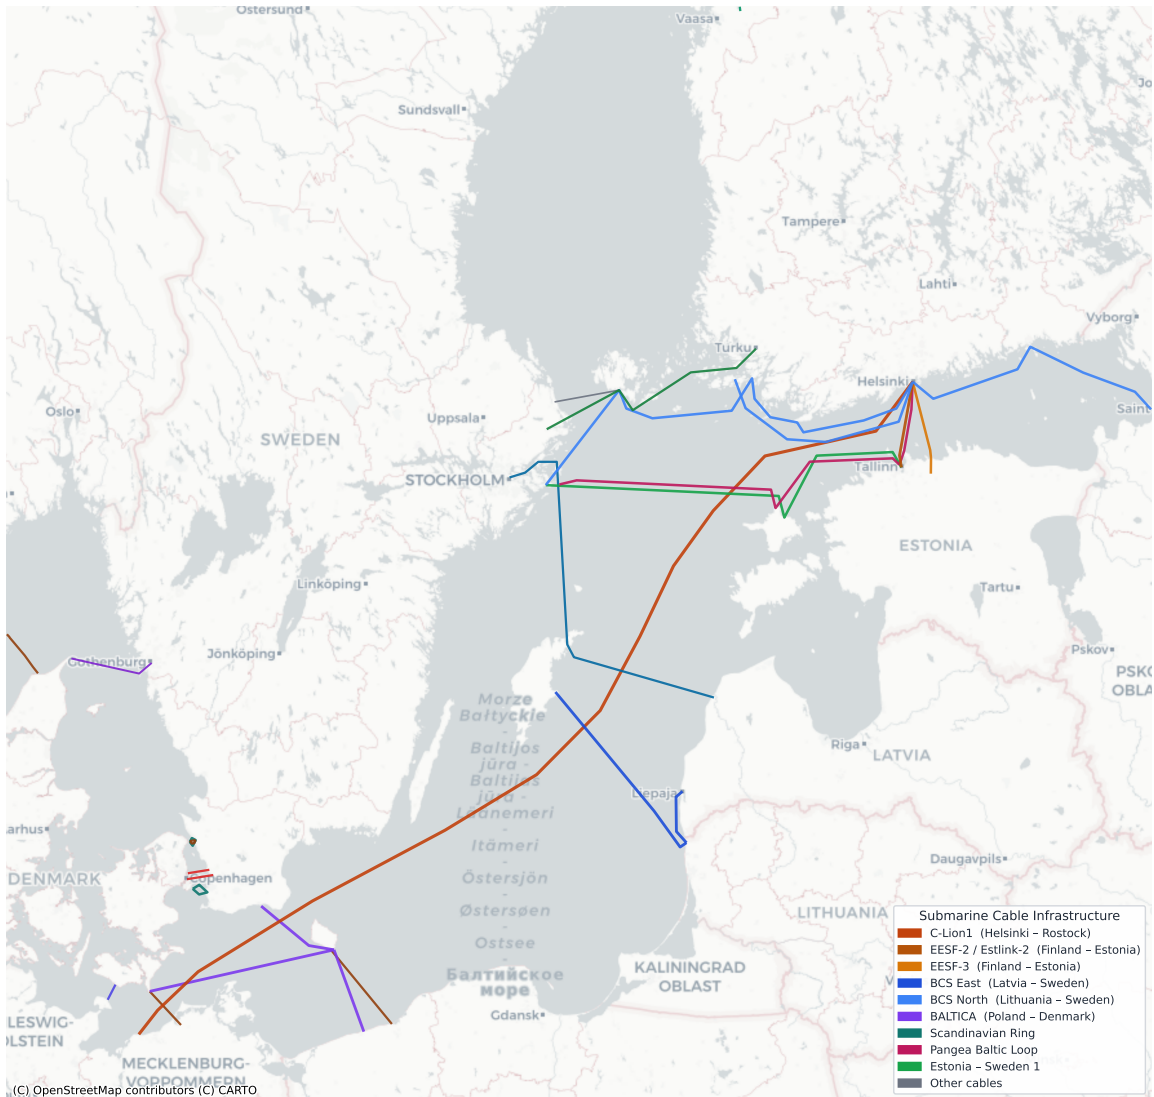 Östersund
Vaasa
Jo
Sundsvall
Tampere
Lahti
Vyborg
Turku
Helsinki
Oslo
SWEDEN
Uppsala
Saint
STOCKHOLM
Tallinn
ESTONIA
Linköping
Tartu
Gothenburg
Jönköping
Pskov
PSKO
OBLA
Morze
Bałtyckie
-
Baltijos
jūra -
Baltijas
jūra -
Läänemeri
-
Itämeri
-
Östersjön
-
Østersøen
-
Ostsee
-
Балтийское
море
Riga
LATVIA
Liepaja
aarhus
Daugavpils
DENMARK
Copenhagen
LITHUANIA
KALININGRAD
OBLAST
V
Gdansk
LESWIG-
OLSTEIN
MECKLENBURG-
VORPOMMERN
(C) OpenStreetMap contributors (C) CARTO
Submarine Cable Infrastructure
C-Lion1 (Helsinki – Rostock)
EESF-2 / Estlink-2 (Finland – Estonia)
EESF-3 (Finland – Estonia)
BCS East (Latvia – Sweden)
BCS North (Lithuania – Sweden)
BALTICA (Poland – Denmark)
Scandinavian Ring
Pangea Baltic Loop
Estonia – Sweden 1
Other cables